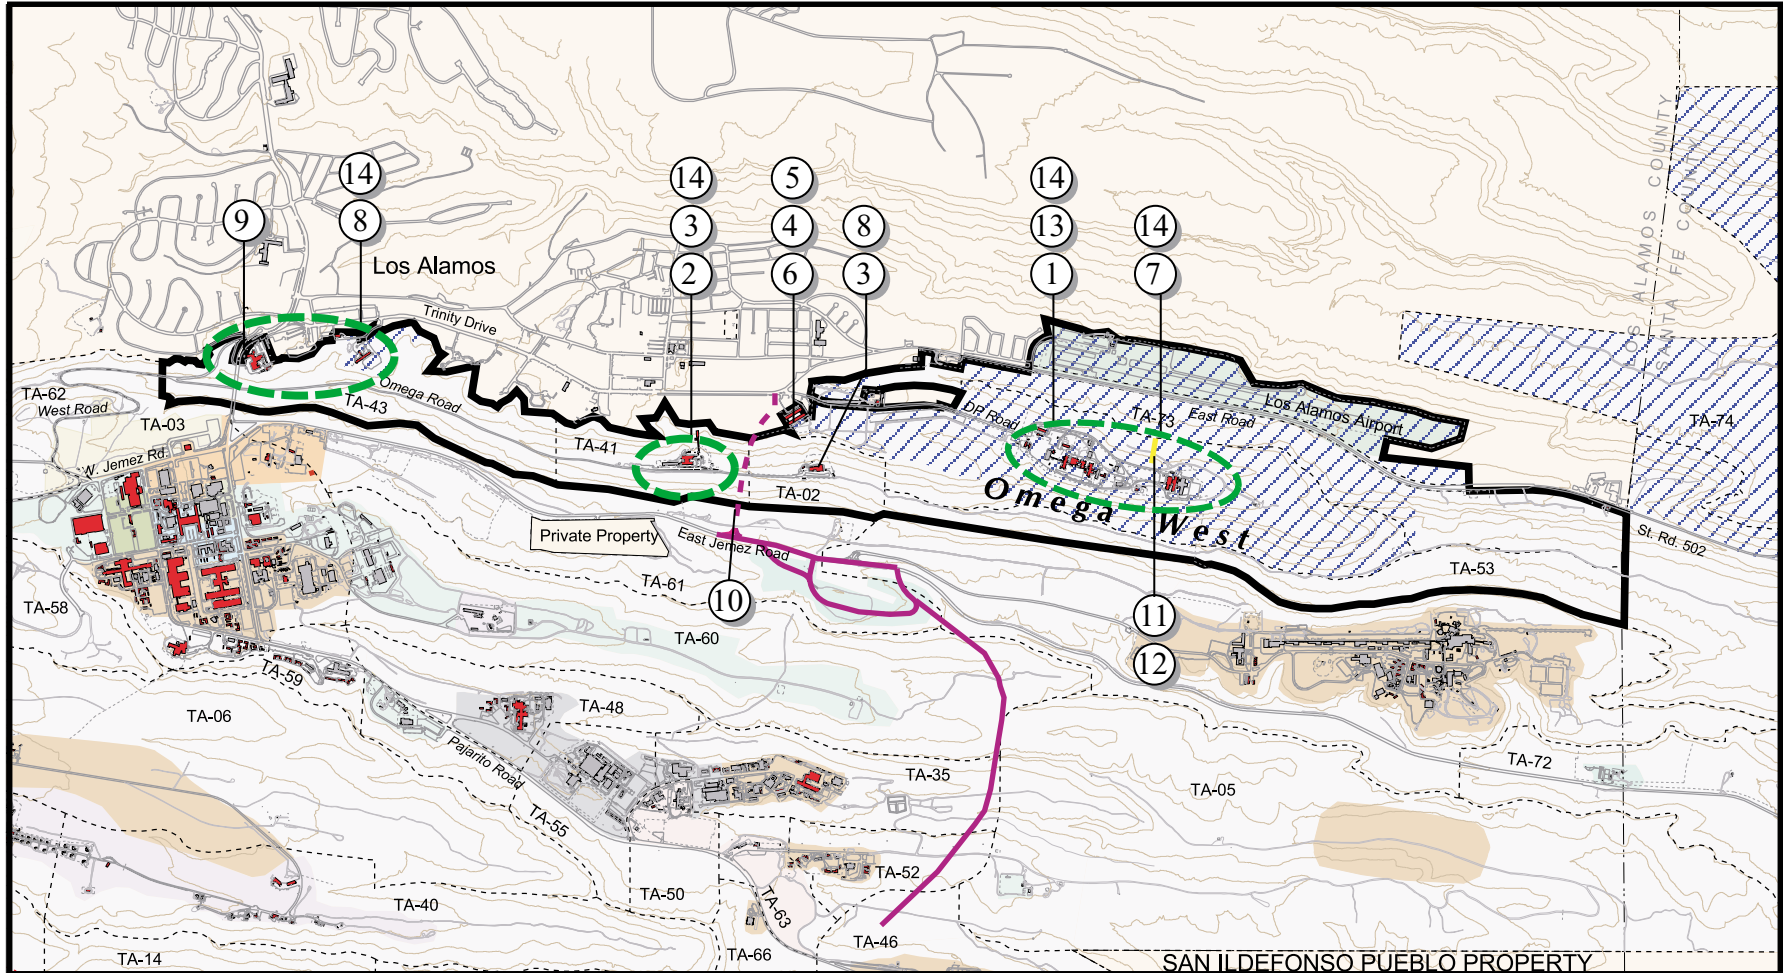 LOS ALAMOS COUNTY
SANTA FE COUNTY
14
14
5
14
9
8
3
4
8
13
14
Los Alamos
2
6
3
1
7
Trinity Drive
TA-62
West Road
Omega Road
TA-43
Los Alamos Airport
DP Road
TA-73
East Road
TA-74
TA-03
TA-41
W. Jemez Rd.
TA-02
Omega West
Private Property
East Jemez Road
St. Rd. 502
TA-53
TA-61
TA-58
10
11
TA-60
12
TA-59
TA-06
TA-48
Pajarito Road
TA-72
TA-35
TA-05
TA-55
TA-52
TA-50
TA-40
TA-63
TA-46
TA-66
TA-14
SAN ILDEFONSO PUEBLO PROPERTY